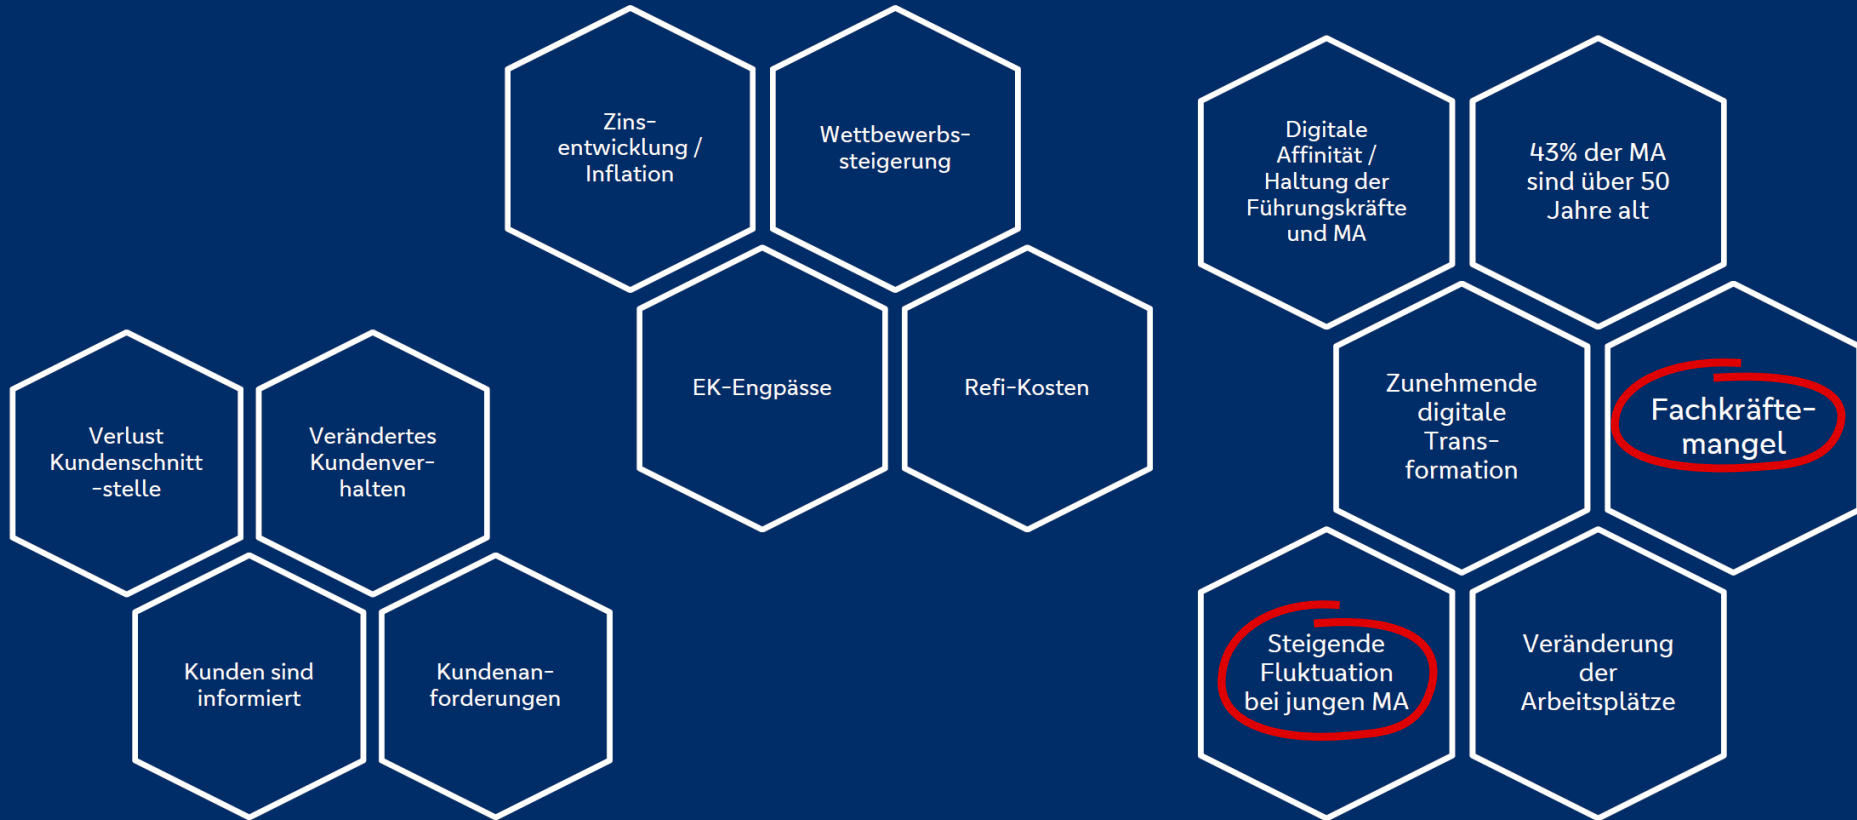 Zins-
entwicklung /
Inflation
Wettbewerbs-
steigerung
EK-Engpässe
Refi-Kosten
Verlust
Kundenschnitt
-stelle
Verändertes
Kundenver-
halten
Kunden sind
informiert
Kundenan-
forderungen
Digitale
Affinität /
Haltung der
Führungskräfte
und MA
43% der MA
sind über 50
Jahre alt
Zunehmende
digitale
Trans-
formation
Fachkräfte-
mangel
Steigende
Fluktuation
bei jungen MA
Veränderung
der
Arbeitsplätze